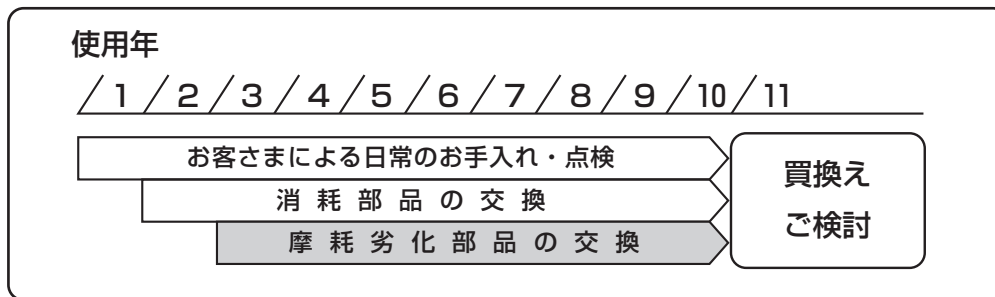 使用年
1 2 3 4 5 6 7 8 9 10 11
お客さまによる日常のお手入れ・点検
消耗部品の交換
摩耗劣化部品の交換
買換え
ご検討